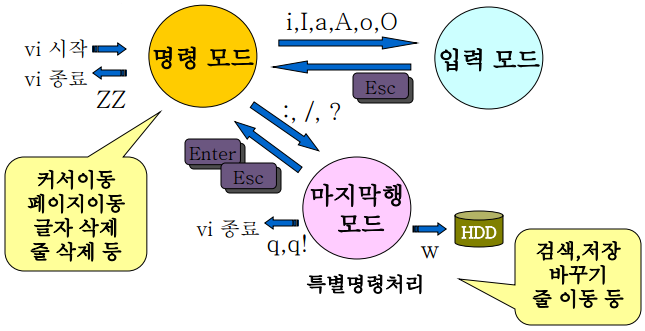 vi 시작
vi 종료
ZZ
명령 모드
i,I,a,A,o,O
Esc
입력 모드
:, /, ?
Enter
Esc
커서이동
페이지이동
글자 삭제
줄 삭제 등
마지막행
모드
vi 종료
q,q!
w
HDD
특별명령처리
검색,저장
바꾸기
줄 이동 등